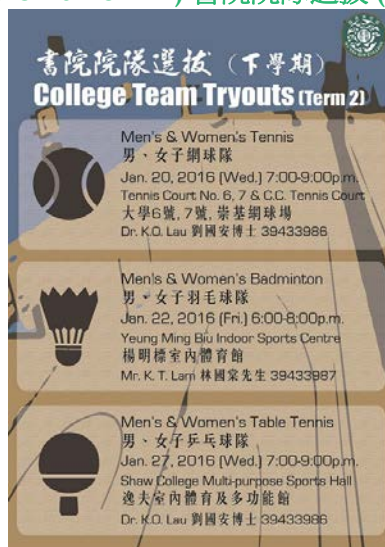 書院院隊選拔（下學期）
College Team Tryouts (Term 2)
Men's & Women's Tennis
男、女子網球隊
Jan. 20, 2016 (Wed.) 7:00-9:00p.m.
Tennis Court No. 6, 7 & C.C. Tennis Court
大學6號, 7號, 崇基網球場
Dr. K.O. Lau 劉國安博士 39433986
Men's & Women's Badminton
男、女子羽毛球隊
Jan. 22, 2016 (Fri.) 6:00-8:00p.m.
Yeung Ming Biu Indoor Sports Centre
楊明標室內體育館
Mr. K. T. Lam 林國棠先生 39433987
Men's & Women's Table Tennis
男、女子乒乓球隊
Jan. 27, 2016 (Wed.) 7:00-9:00p.m.
Shaw College Multi-purpose Sports Hall
逸夫室內體育及多功能館
Dr. K.O. Lau 劉國安博士 39433986